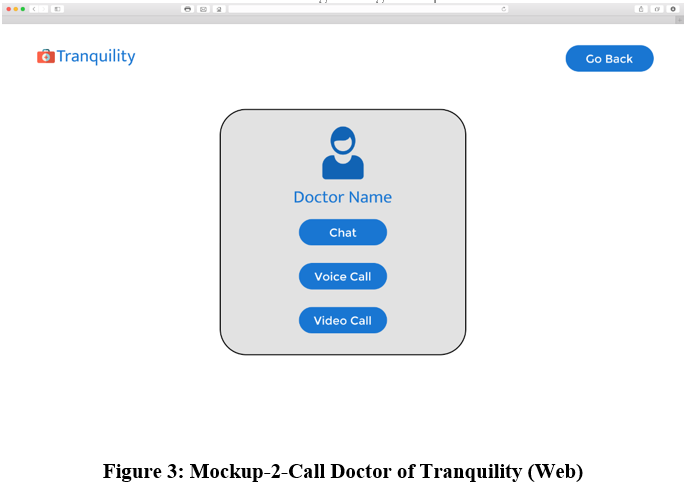 Tranquility
Go Back
Doctor Name
Chat
Voice Call
Video Call
Figure 3: Mockup-2-Call Doctor of Tranquility (Web)